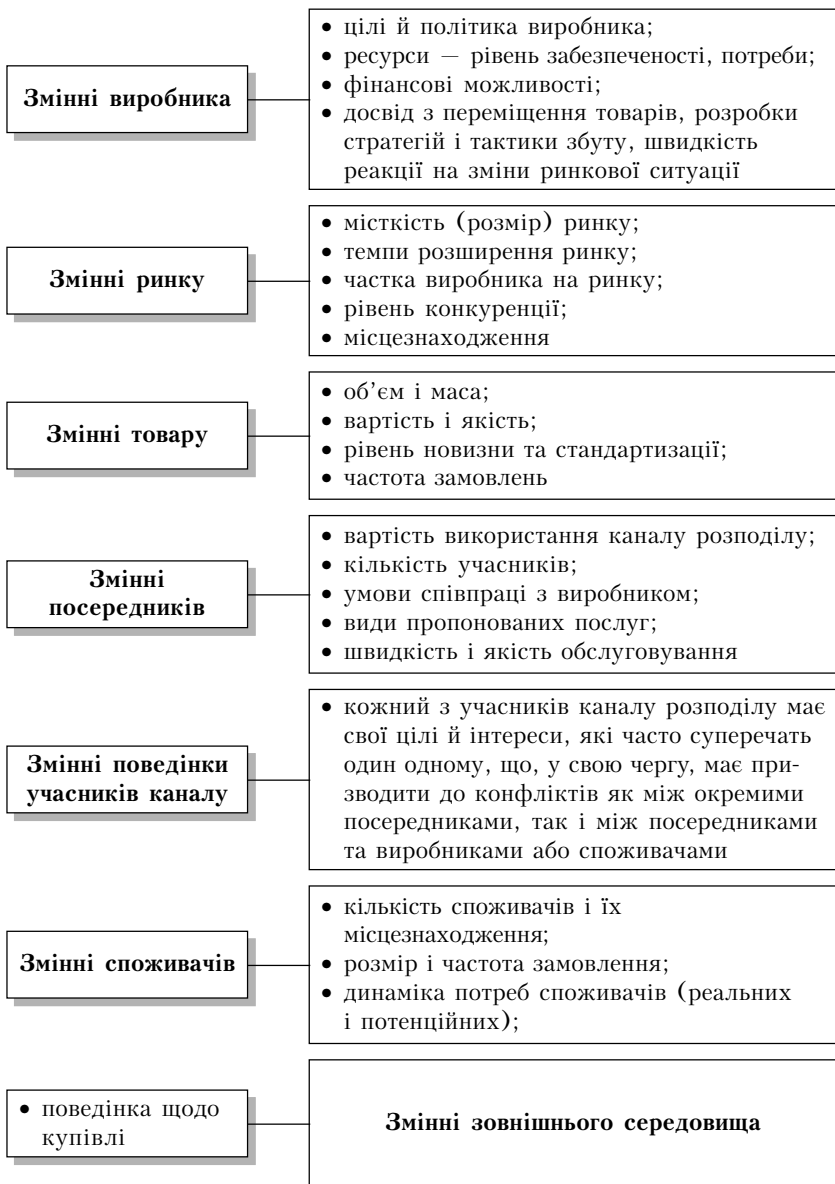 Змінні виробника
• цілі й політика виробника;
• ресурси — рівень забезпеченості, потреби;
• фінансові можливості;
• досвід з переміщення товарів, розробки
стратегій і тактики збуту, швидкість
реакції на зміни ринкової ситуації
Змінні ринку
• місткість (розмір) ринку;
• темпи розширення ринку;
• частка виробника на ринку;
• рівень конкуренції;
• місцезнаходження
Змінні товару
• об’єм і маса;
• вартість і якість;
• рівень новизни та стандартизації;
• частота замовлень
Змінні
посередників
• вартість використання каналу розподілу;
• кількість учасників;
• умови співпраці з виробником;
• види пропонованих послуг;
• швидкість і якість обслуговування
Змінні поведінки
учасників каналу
• кожний з учасників каналу розподілу має
свої цілі й інтереси, які часто суперечать
один одному, що, у свою чергу, має при-
зводити до конфліктів як між окремими
посередниками, так і між посередниками
та виробниками або споживачами
Змінні споживачів
• кількість споживачів і їх
місцезнаходження;
• розмір і частота замовлення;
• динаміка потреб споживачів (реальних
і потенційних);
• поведінка щодо
купівлі
Змінні зовнішнього середовища